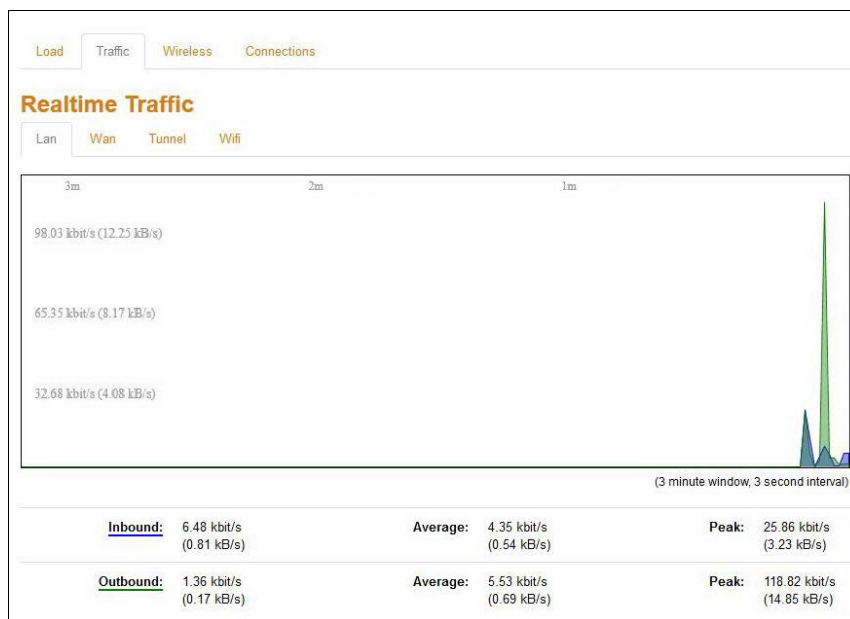 Load Traffic Wireless Connections
Realtime Traffic
Lan Wan Tunnel Wifi
3m 2m 1m
98.03 kbit/s (12.25 kB/s)
65.35 kbit/s (8.17 kB/s)
32.68 kbit/s (4.08 kB/s)
(3 minute window, 3 second interval)
Inbound: 6.48 kbit/s Average: 4.35 kbit/s Peak: 25.86 kbit/s
(0.81 kB/s) (0.54 kB/s) (3.23 kB/s)
Outbound: 1.36 kbit/s Average: 5.53 kbit/s Peak: 118.82 kbit/s
(0.17 kB/s) (0.69 kB/s) (14.85 kB/s)